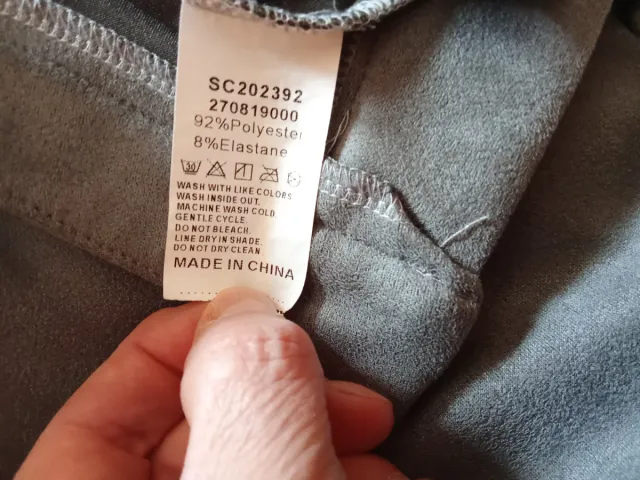 SC202392
270819000
92%Polyester
8%Elastane
30
WASH WITH LIKE COLORS
WASH INSIDE OUT.
MACHINE WASH COLD.
GENTLE CYCLE.
DO NOT BLEACH.
LINE DRY IN SHADE.
DO NOT DRY CLEAN
MADE IN CHINA